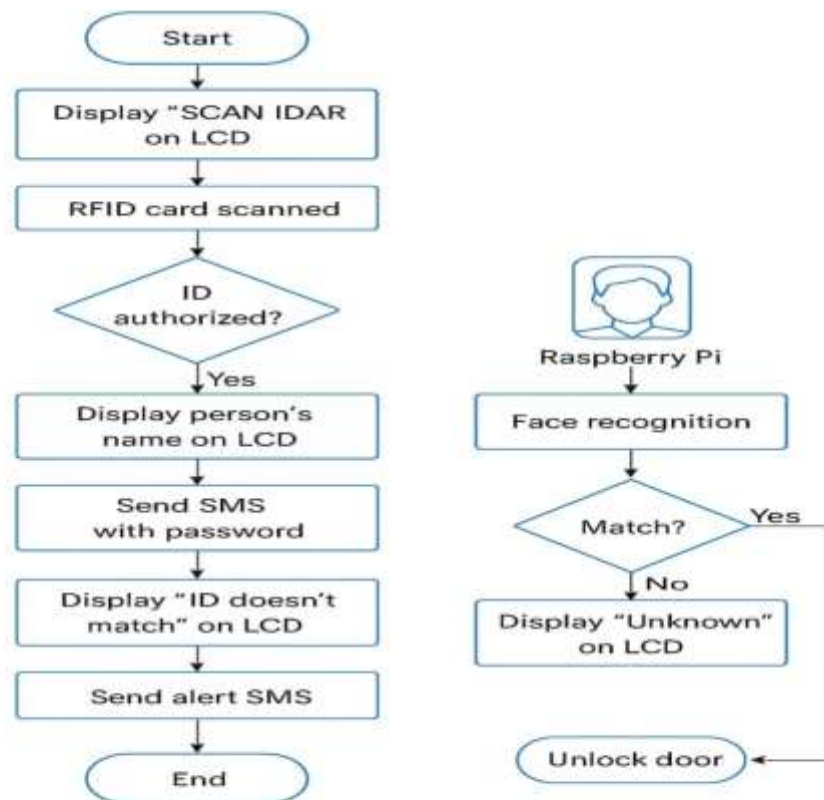 Start
Display “SCAN IDAR
on LCD
RFID card scanned
ID
authorized?
Yes
Display person’s
name on LCD
Send SMS
with password
Display “ID doesn’t
match” on LCD
Send alert SMS
End
Raspberry Pi
Face recognition
Match?
Yes
No
Display “Unknown”
on LCD
Unlock door